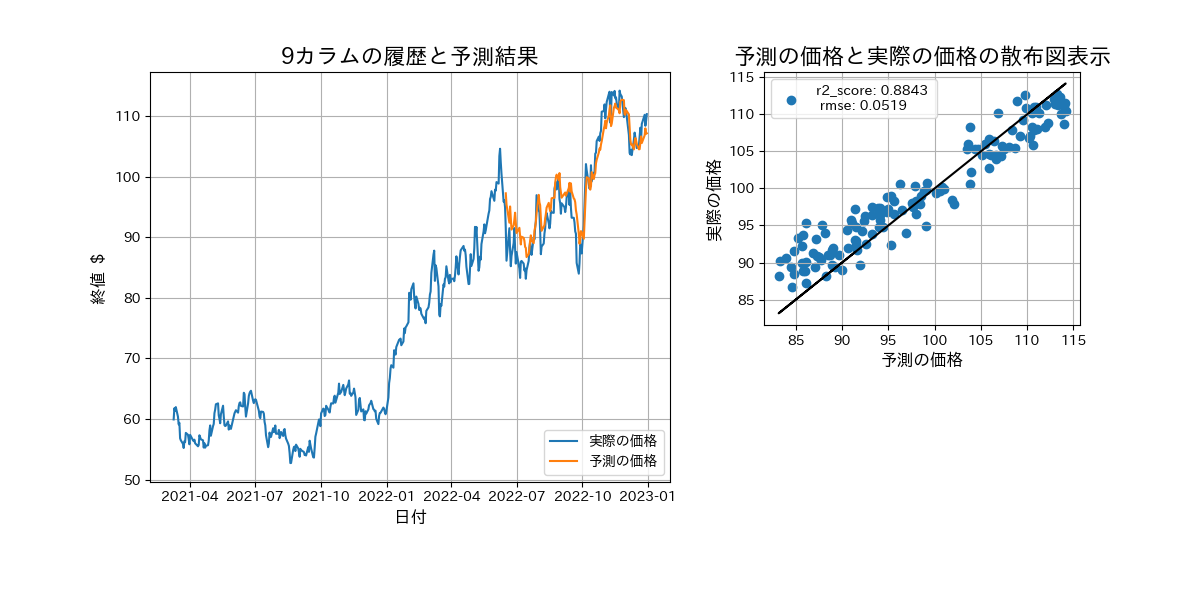 9カラムの履歴と予測結果
終値 $
110
100
90
80
70
60
50
2021-04 2021-07 2021-10 2022-01 2022-04 2022-07 2022-10 2023-01
日付
実際の価格
予測の価格
予測の価格と実際の価格の散布図表示
r2_score: 0.8843
rmse: 0.0519
実際の価格
115
110
105
100
95
90
85
85 90 95 100 105 110 115
予測の価格